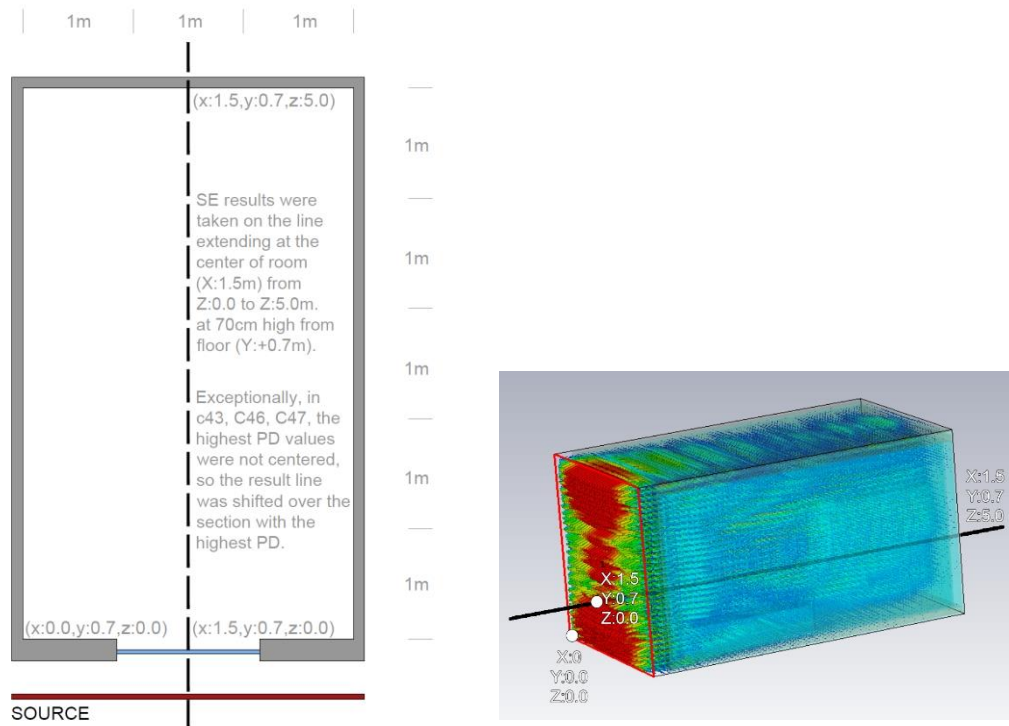 1m 1m 1m
(x:1.5,y:0.7,z:5.0)
1m
SE results were
taken on the line
extending at the
center of room
(X:1.5m) from
Z:0.0 to Z:5.0m.
at 70cm high from
floor (Y:+0.7m).
1m
1m
Exceptionally, in
c43, C46, C47, the
highest PD values
were not centered,
so the result line
was shifted over the
section with the
highest PD.
1m
1m
(x:0.0,y:0.7,z:0.0) (x:1.5,y:0.7,z:0.0)
SOURCE
X:1.5
Y:0.7
Z:5.0
X:1.5
Y:0.7
Z:0.0
X:0
Y:0.0
Z:0.0